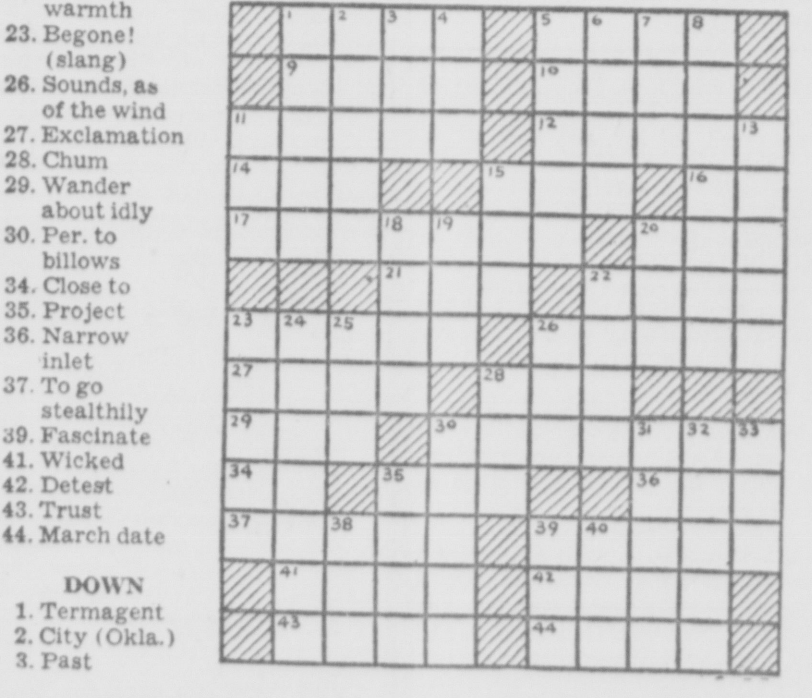 warmth
23. Begone!
(slang)
26. Sounds, as
of the wind
27. Exclamation
28. Chum
29. Wander
about idly
30. Per. to
billows
34. Close to
35. Project
36. Narrow
inlet
37. To go
stealthily
39. Fascinate
41. Wicked
42. Detest
43. Trust
44. March date
DOWN
1. Termagent
2. City (Okla.)
3. Past
1 2 3 4 5 6 7 8
9 10
11 12 13
14 15 16
17 18 19 20
21 22
23 24 25 26
27 28
29 30 31 32 33
34 35 36
37 38 39 40
41 42
43 44